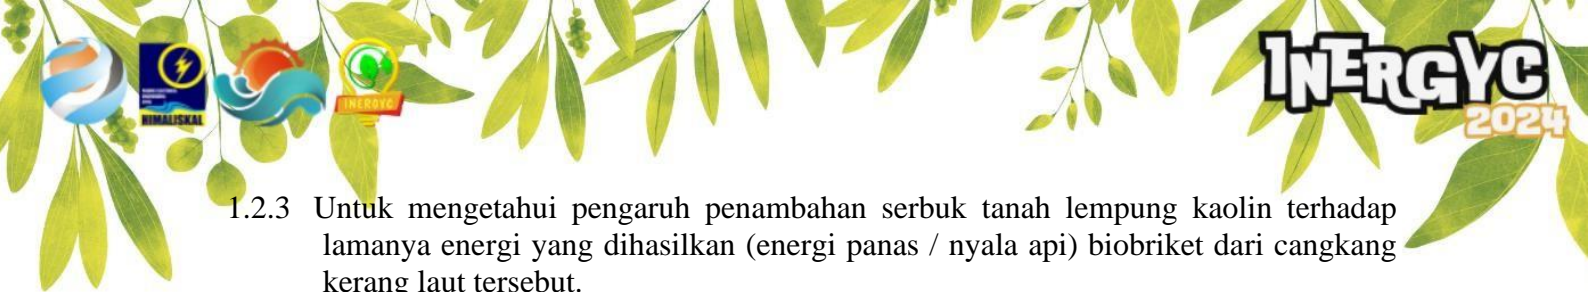 INERGYC
2024
HIMALISKAL
INERGYC
1.2.3 Untuk mengetahui pengaruh penambahan serbuk tanah lempung kaolin terhadap
lamanya energi yang dihasilkan (energi panas / nyala api) biobriket dari cangkang
kerang laut tersebut.